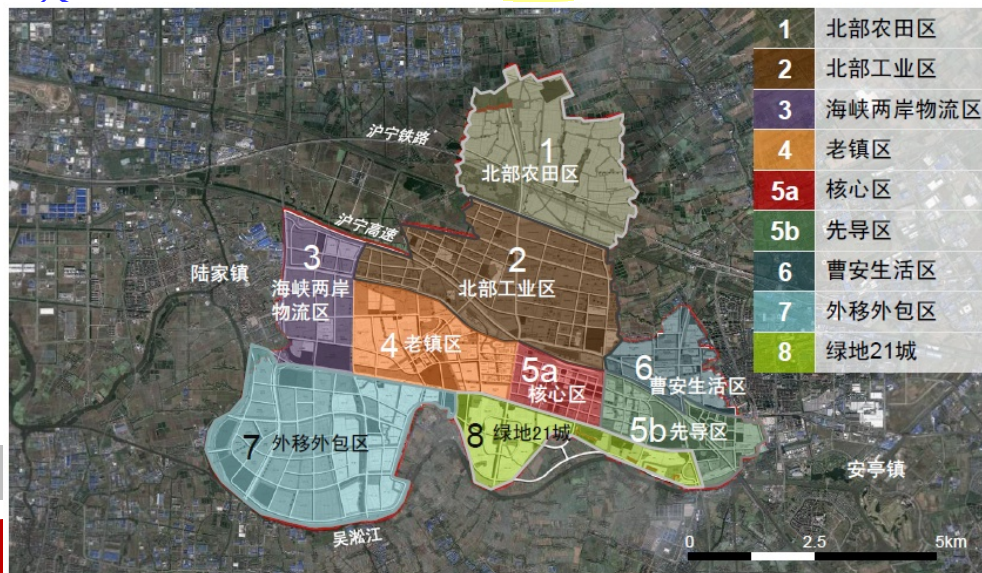 1 北部农田区
2 北部工业区
3 海峡两岸物流区
4 老镇区
5a 核心区
5b 先导区
6 曹安生活区
7 外移外包区
8 绿地21城
沪宁铁路
1
北部农田区
沪宁高速
陆家镇
3
海峡两岸
物流区
2
北部工业区
4 老镇区
5a
核心区
6
曹安生活区
7 外移外包区
8 绿地21城
5b 先导区
安亭镇
吴淞江
0 2.5 5km